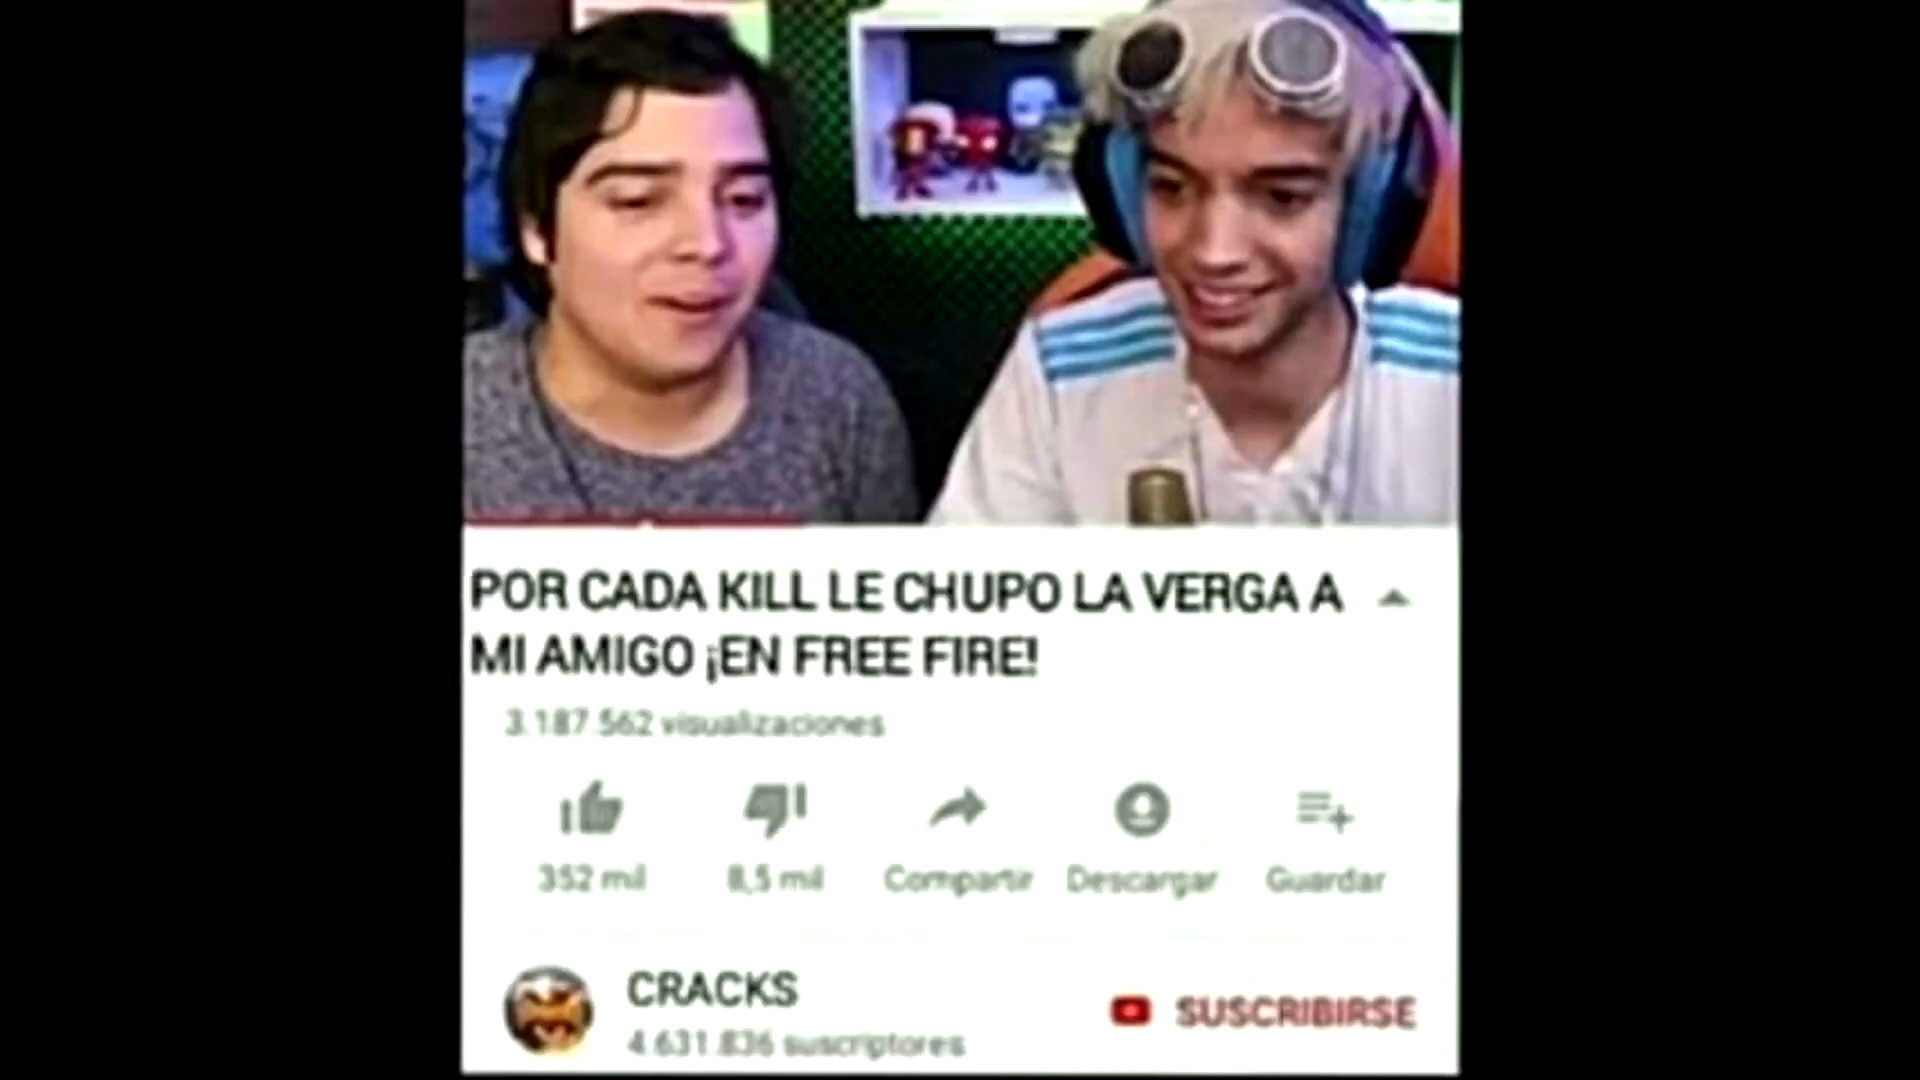 POR CADA KILL LE CHUPO LA VERGA A
MI AMIGO ¡EN FREE FIRE!
3.187.562 visualizaciones
352 mil
8,5 mil
Compartir
Descargar
Guardar
CRACKS
SUSCRIBIRSE
4.631.836 suscriptores